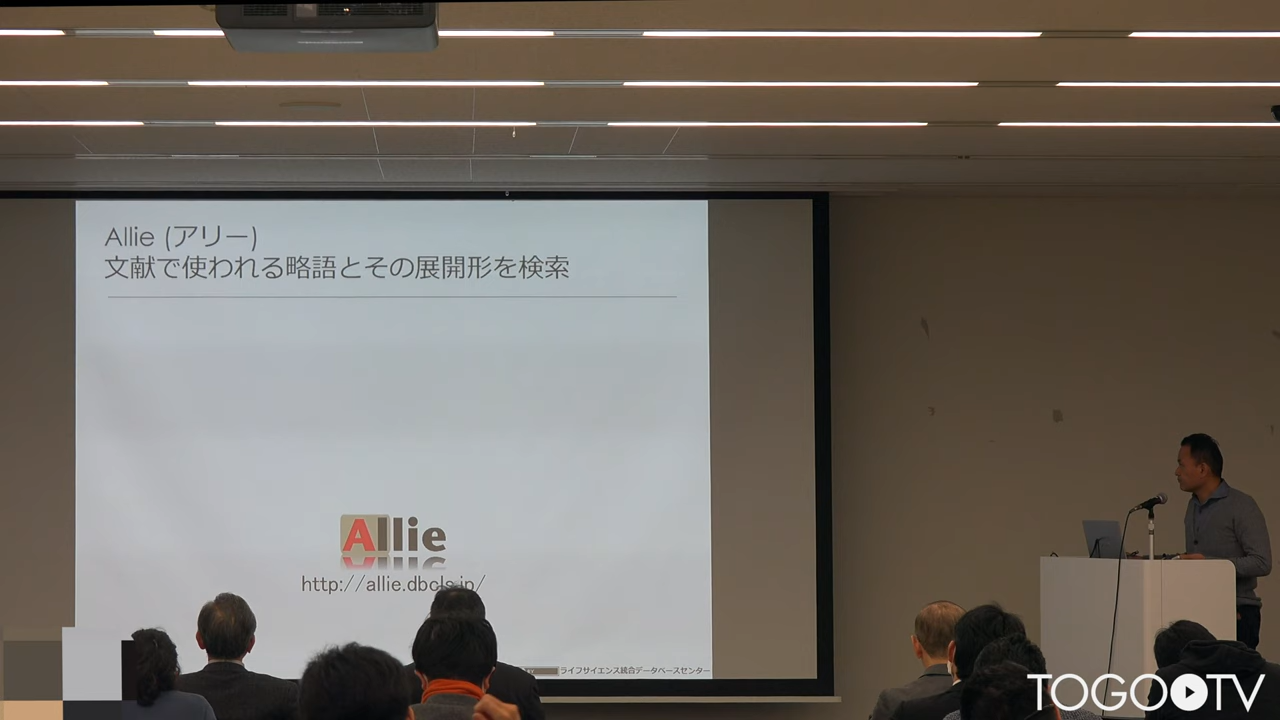 Allie (アリー)
文献で使われる略語とその展開形を検索
Allie
http://allie.dbcls.jp/
ライフサイエンス統合データベースセンター
TOGOTV